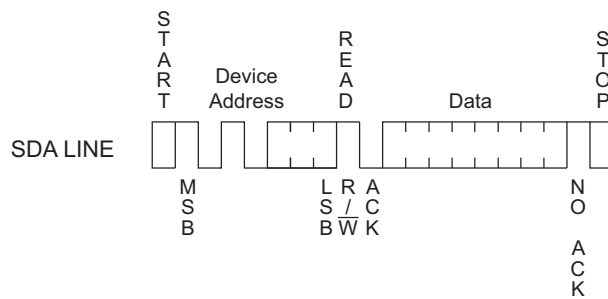 START
Device
Address
READ
Data
STOP
SDA LINE
MSB
LSB
R/W
ACK
NO ACK